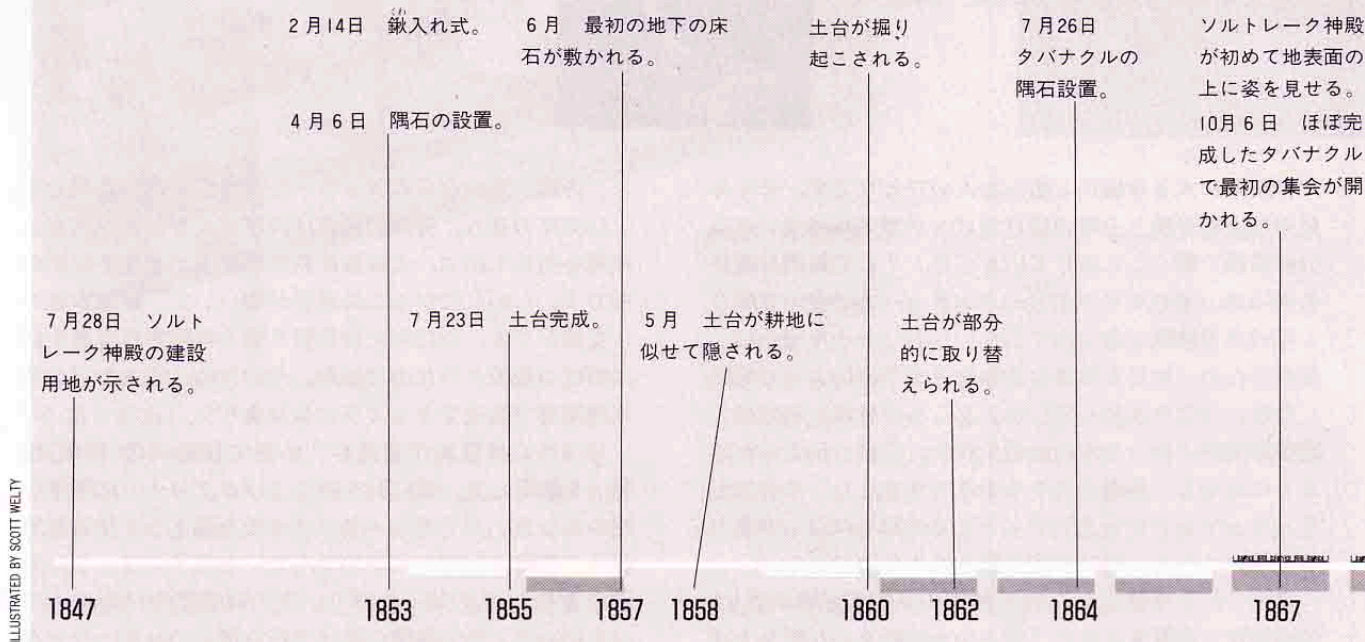 2月14日　鍬入れ式。
くわ
4月6日　隅石の設置。
6月　最初の地下の床
石が敷かれる。
土台が掘り
起こされる。
7月26日
タバナクルの
隅石設置。
ソルトレーク神殿
が初めて地表面の
上に姿を見せる。
10月6日　ほぼ完
成したタバナクル
で最初の集会が開
かれる。
7月28日　ソルト
レーク神殿の建設
用地が示される。
7月23日　土台完成。
5月　土台が耕地に
似せて隠される。
土台が部分
的に取り替
えられる。
1847
1853
1855
1857
1858
1860
1862
1864
1867
ILLUSTRATED BY SCOTT WELTY